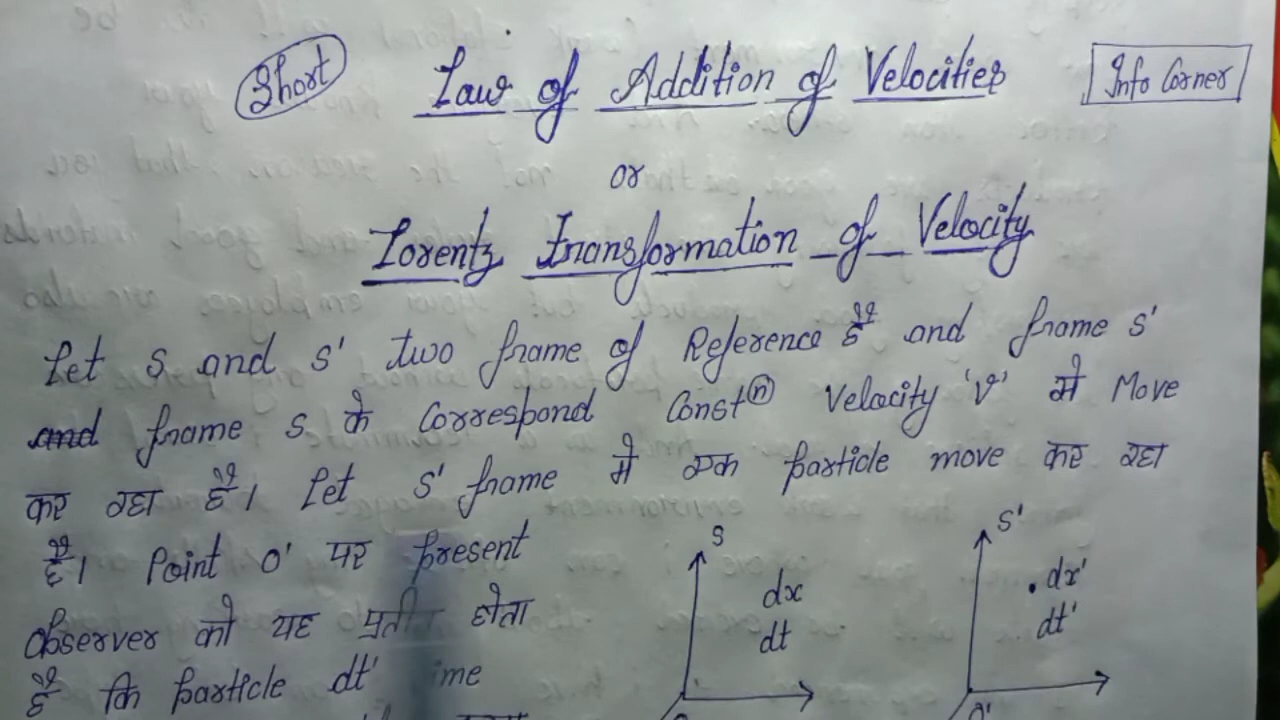 Short
Law of Addition of Velocities
Info Corner
or
Lorentz Transformation of Velocity
Let S and S' two frame of Reference हैं and frame S'
and frame S के Correspond Const ⁿ Velocity 'v' से Move
कर रहा है। Let S' frame में एक particle move कर रहा
है। Point O' पर present
Observer को यह प्रतीत होता
है कि particle dt'
S
dx
dt
S'
dx'
dt'
O'